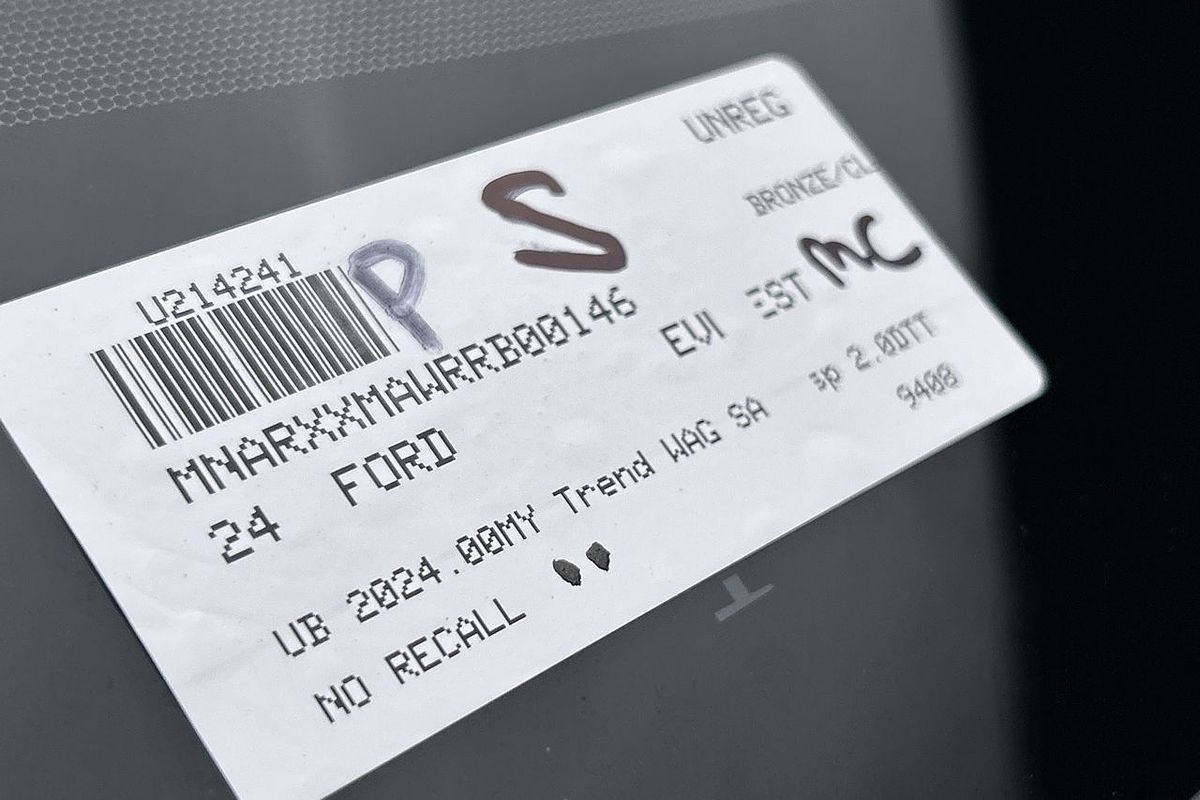 UNREG
U214241 P S BRONZE/CL
MNARXXMAWRRB00146 EVI EST MC
24 FORD
UB 2024.00MY Trend WAG SA sp 2.0DTT
NO RECALL 9408